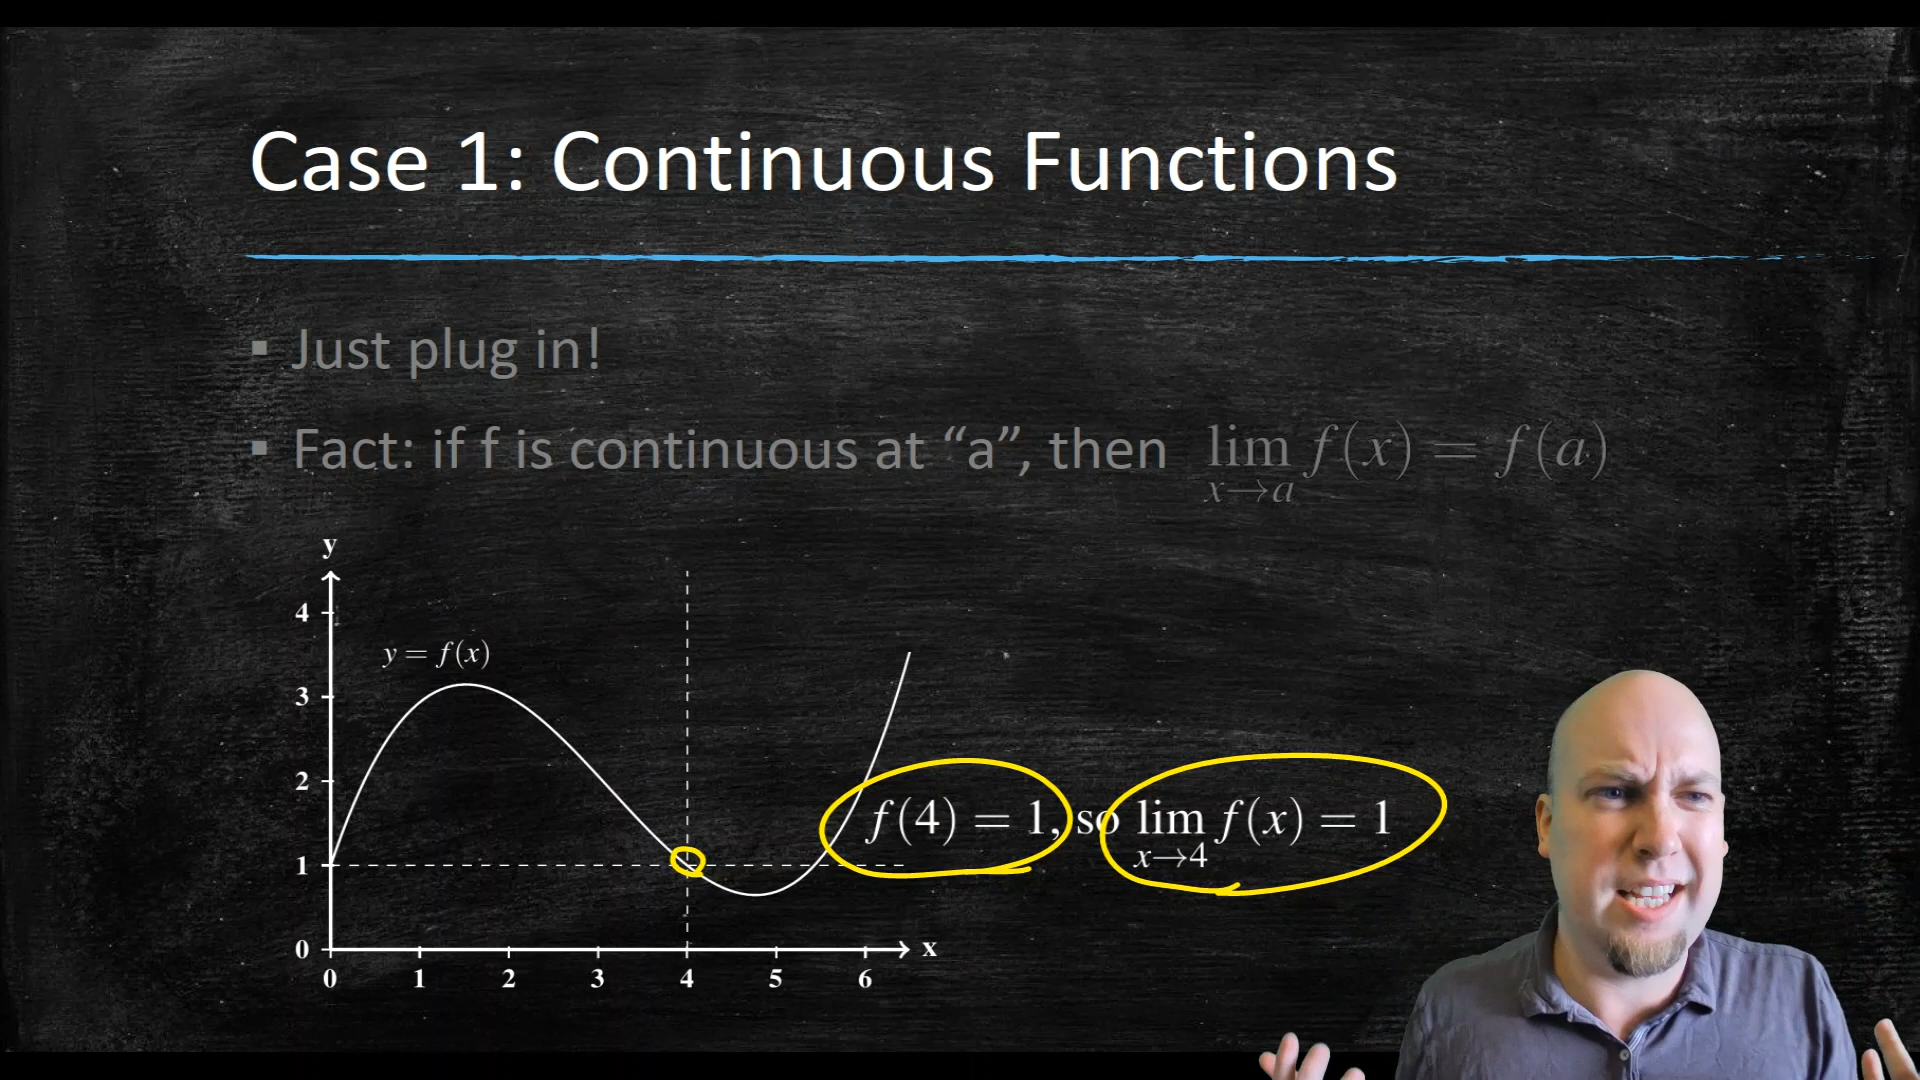 Case 1: Continuous Functions
▪ Just plug in!
▪ Fact: if f is continuous at “a”, then lim f(x) = f(a)
x→a
y
4
y = f(x)
3
2
f(4) = 1, so lim f(x) = 1
x→4
1
0
x
0 1 2 3 4 5 6